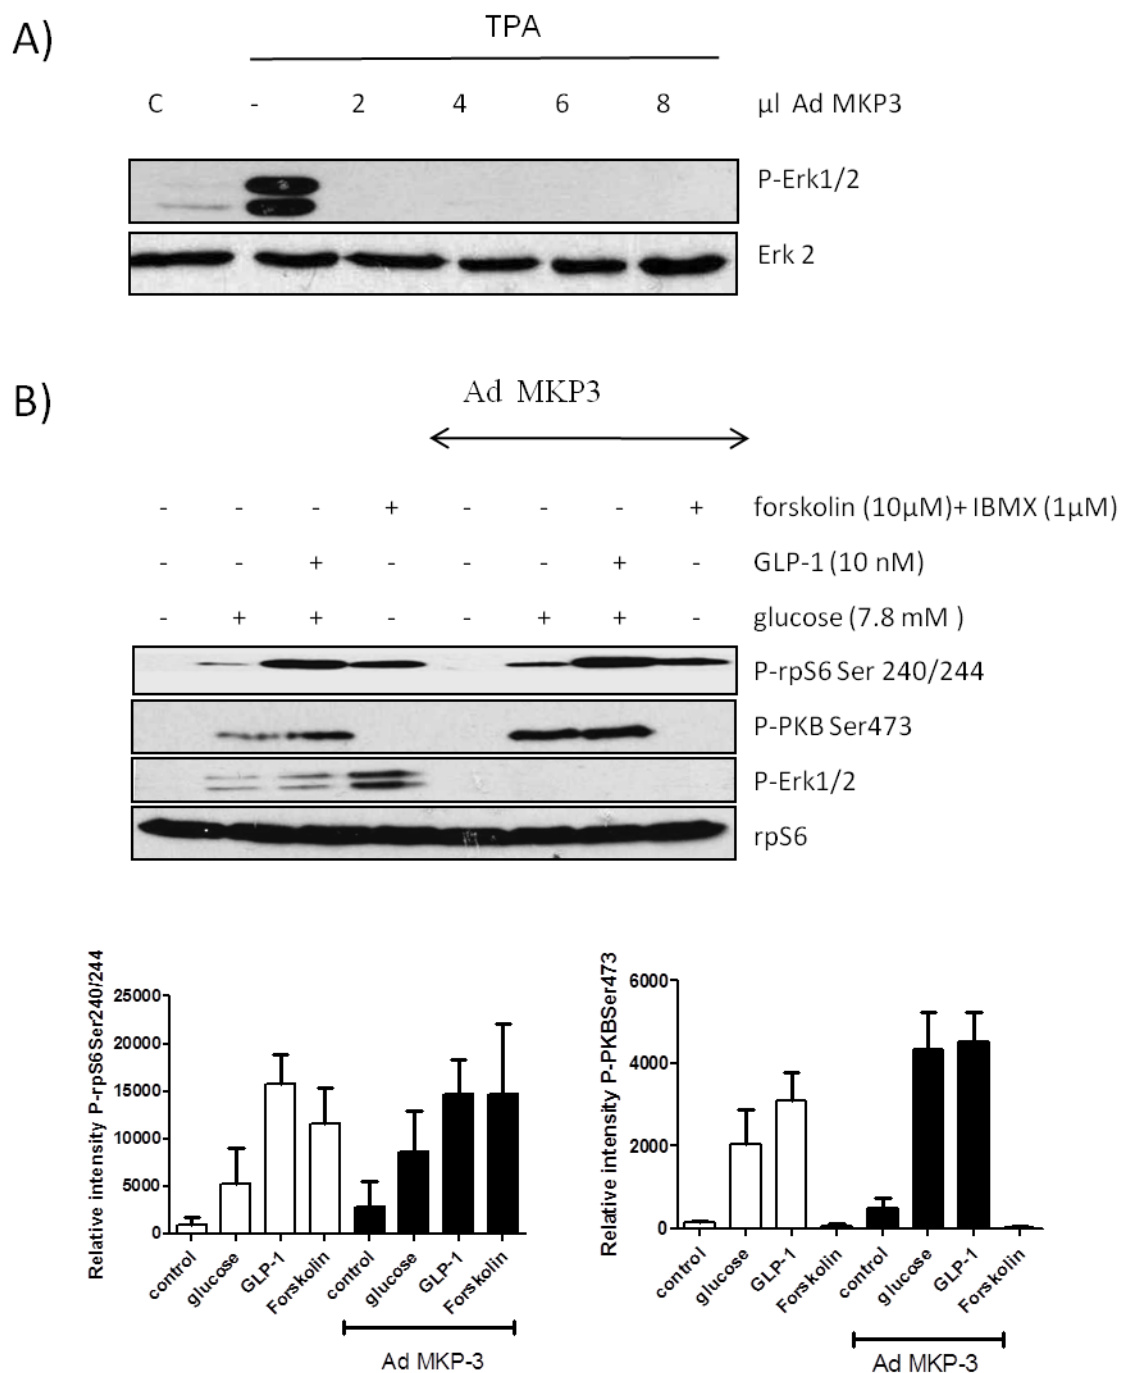 A)
TPA
C - 2 4 6 8 µl Ad MKP3
P-Erk1/2
Erk 2
B)
Ad MKP3
- - - + - - - + forskolin (10µM)+ IBMX (1µM)
- - + - - - + - GLP-1 (10 nM)
- + + - - + + - glucose (7.8 mM )
P-rpS6 Ser 240/244
P-PKB Ser473
P-Erk1/2
rpS6
Relative intensity P-rpS6Ser240/244
25000
20000
15000
10000
5000
0
control glucose GLP-1 Forskolin control glucose GLP-1 Forskolin
Ad MKP-3
Relative intensity P-PKBSer473
6000
4000
2000
0
control glucose GLP-1 Forskolin control glucose GLP-1 Forskolin
Ad MKP-3